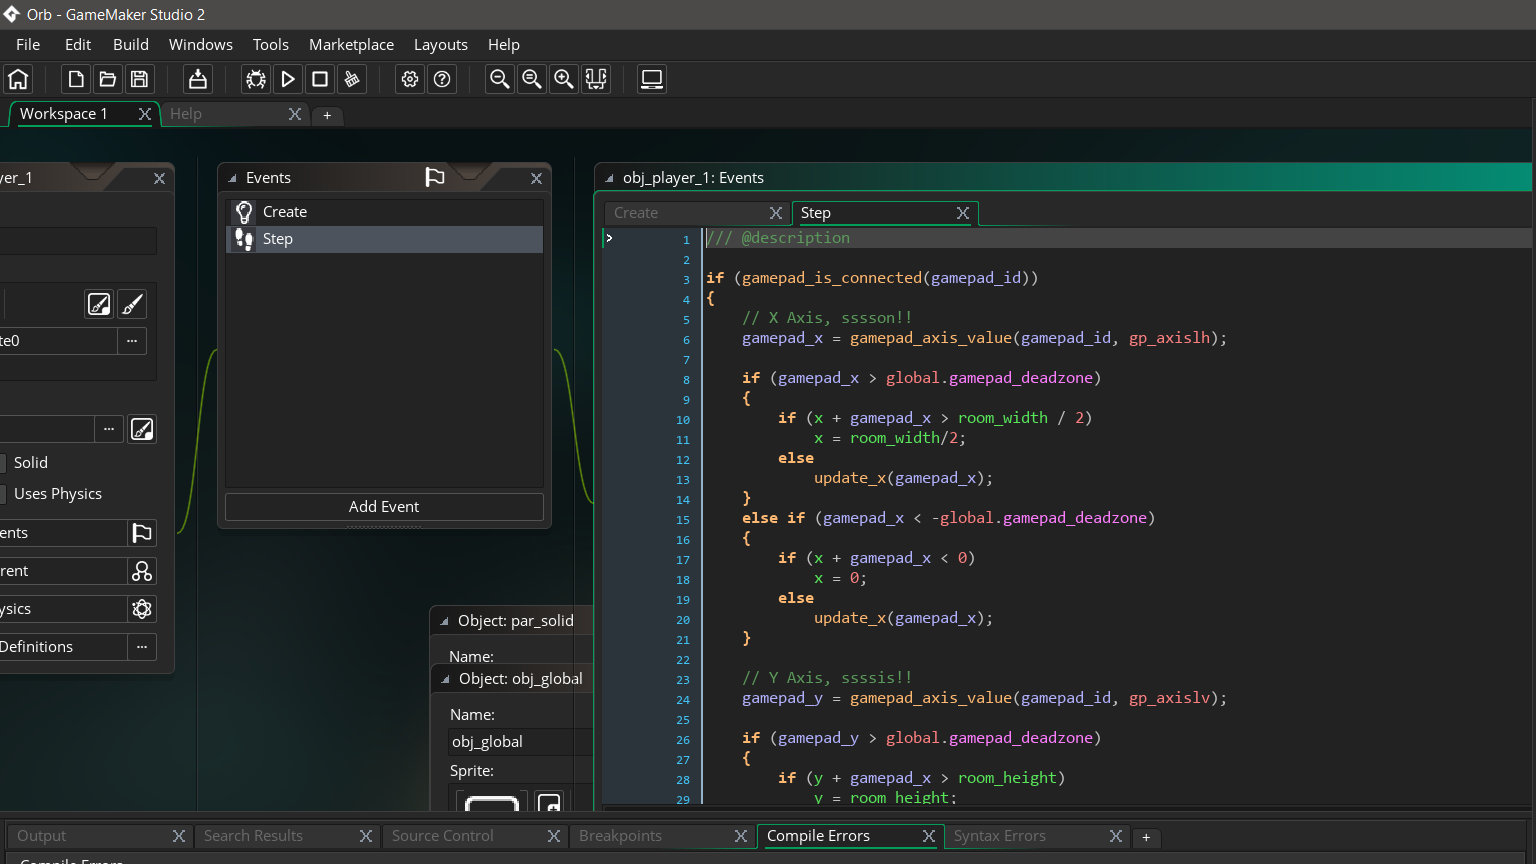 Orb - GameMaker Studio 2
File Edit Build Windows Tools Marketplace Layouts Help
Workspace 1 X Help X +
yer_1
te0
Solid
Uses Physics
ents
rent
ysics
Definitions
Events
Create
Step
Add Event
Object: par_solid
Name:
Object: obj_global
Name:
obj_global
Sprite:
obj_player_1: Events
Create X Step X
1 /// @description
2
3 if (gamepad_is_connected(gamepad_id))
4 {
5 // X Axis, sssson!!
6 gamepad_x = gamepad_axis_value(gamepad_id, gp_axislh);
7
8 if (gamepad_x > global.gamepad_deadzone)
9 {
10 if (x + gamepad_x > room_width / 2)
11 x = room_width/2;
12 else
13 update_x(gamepad_x);
14 }
15 else if (gamepad_x < -global.gamepad_deadzone)
16 {
17 if (x + gamepad_x < 0)
18 x = 0;
19 else
20 update_x(gamepad_x);
21 }
22
23 // Y Axis, ssssis!!
24 gamepad_y = gamepad_axis_value(gamepad_id, gp_axislv);
25
26 if (gamepad_y > global.gamepad_deadzone)
27 {
28 if (y + gamepad_x > room_height)
29 y = room_height;
Output X Search Results X Source Control X Breakpoints X Compile Errors X Syntax Errors X +
Compile Errors